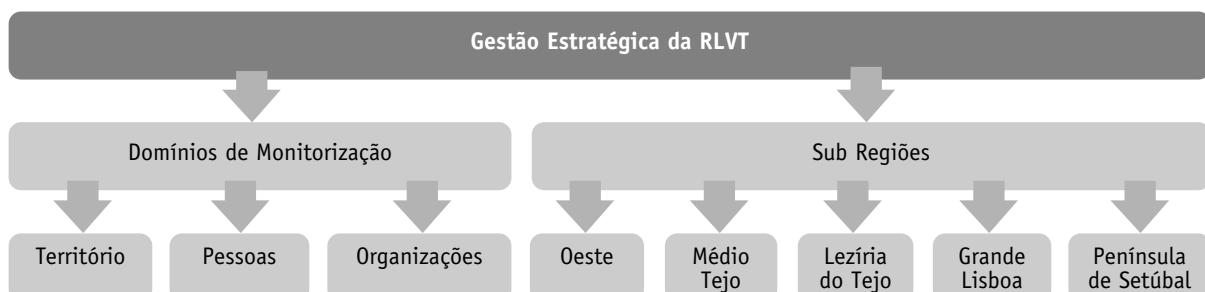 Gestão Estratégica da RLVT
Domínios de Monitorização
Sub Regiões
Território
Pessoas
Organizações
Oeste
Médio
Tejo
Lezíria
do Tejo
Grande
Lisboa
Península
de Setúbal